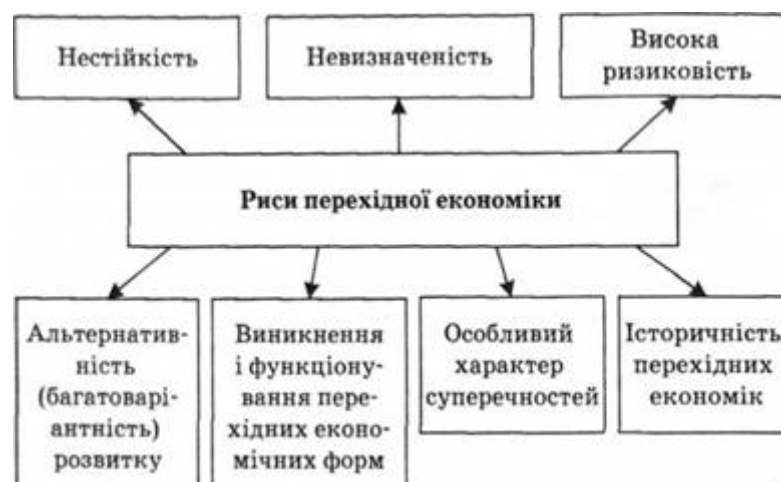 Нестійкість
Невизначеність
Висока
ризиковість
Риси перехідної економіки
Альтернатив-
ність
(багатоварі-
антність)
розвитку
Виникнення
і функціону-
вання пере-
хідних еконо-
мічних форм
Особливий
характер
суперечностей
Історичність
перехідних
економік